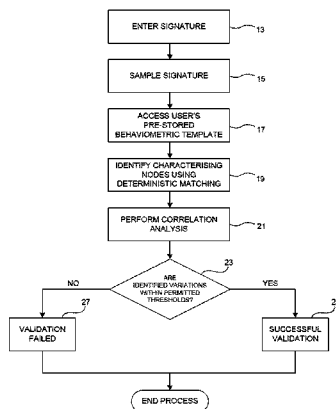 ENTER SIGNATURE
13
SAMPLE SIGNATURE
15
ACCESS USER'S
PRE-STORED
BEHAVIOMETRIC TEMPLATE
17
IDENTIFY CHARACTERISING
NODES USING
DETERMINISTIC MATCHING
19
PERFORM CORRELATION
ANALYSIS
21
23
ARE
IDENTIFIED VARIATIONS
WITHIN PERMITTED
THRESHOLDS?
NO
YES
27
VALIDATION
FAILED
SUCCESSFUL
VALIDATION
END PROCESS